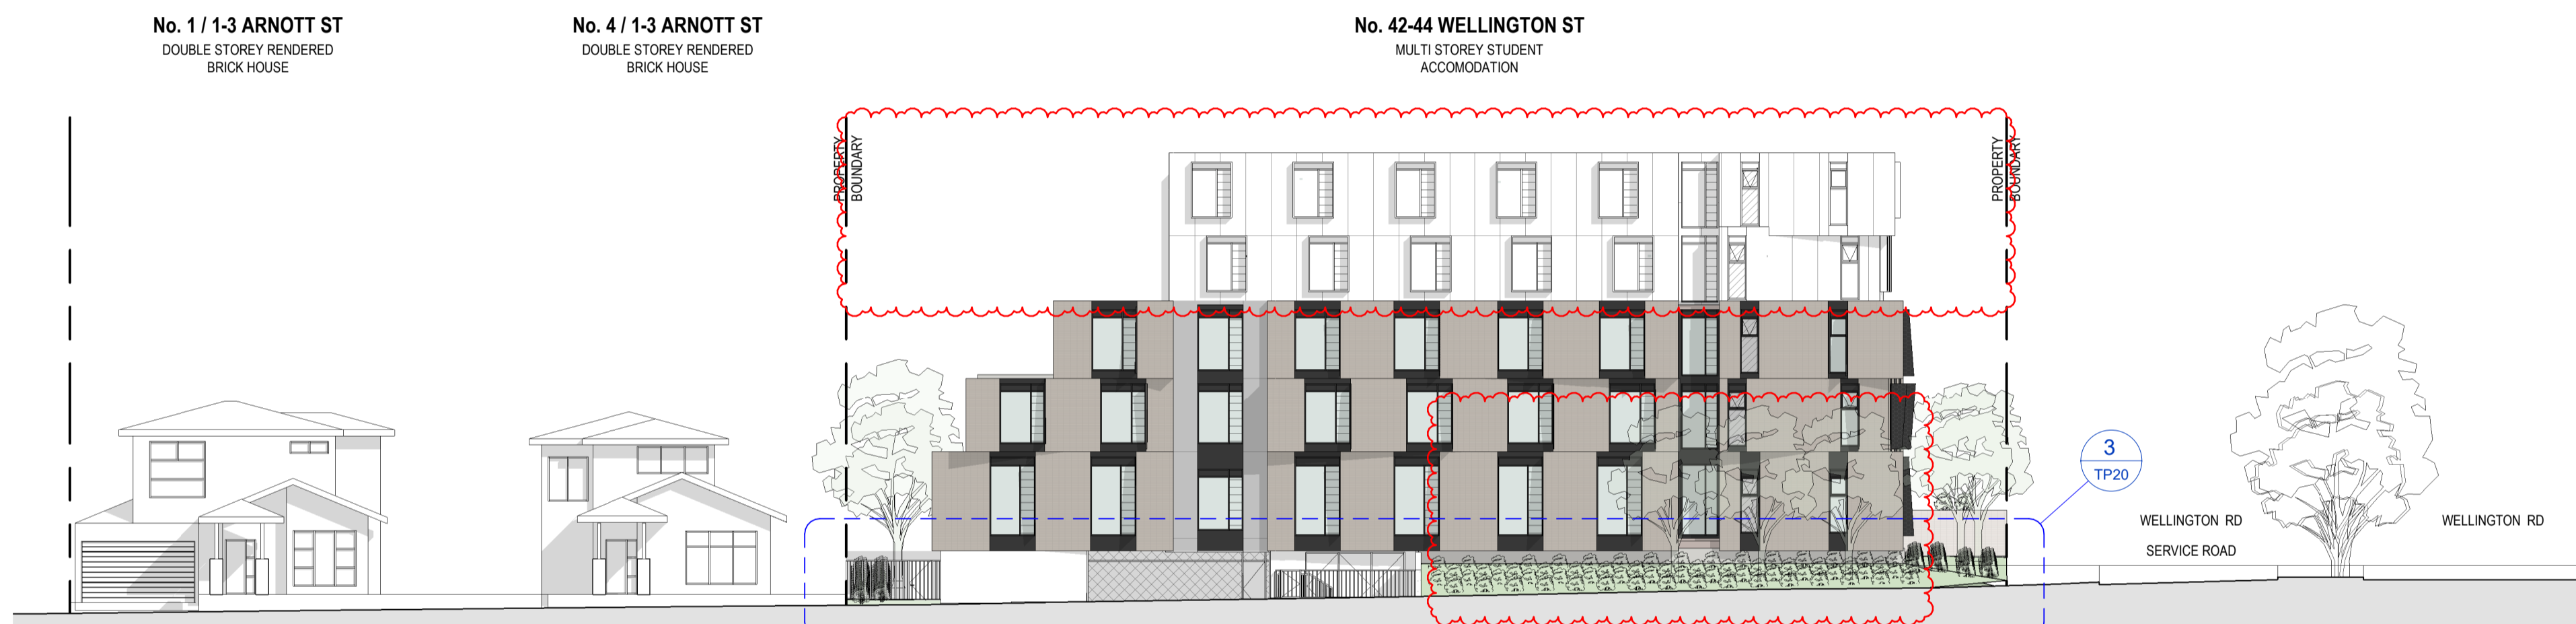 No. 1 / 1-3 ARNOTT ST
DOUBLE STOREY RENDERED
BRICK HOUSE
No. 4 / 1-3 ARNOTT ST
DOUBLE STOREY RENDERED
BRICK HOUSE
No. 42-44 WELLINGTON ST
MULTI STOREY STUDENT
ACCOMODATION
PROPERTY
BOUNDARY
PROPERTY
BOUNDARY
3
TP20
WELLINGTON RD
SERVICE ROAD
WELLINGTON RD